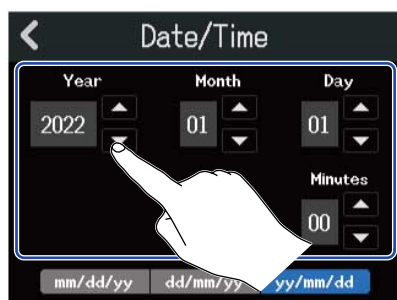 Date/Time
Year Month Day
2022 01 01
Minutes
00
mm/dd/yy dd/mm/yy yy/mm/dd